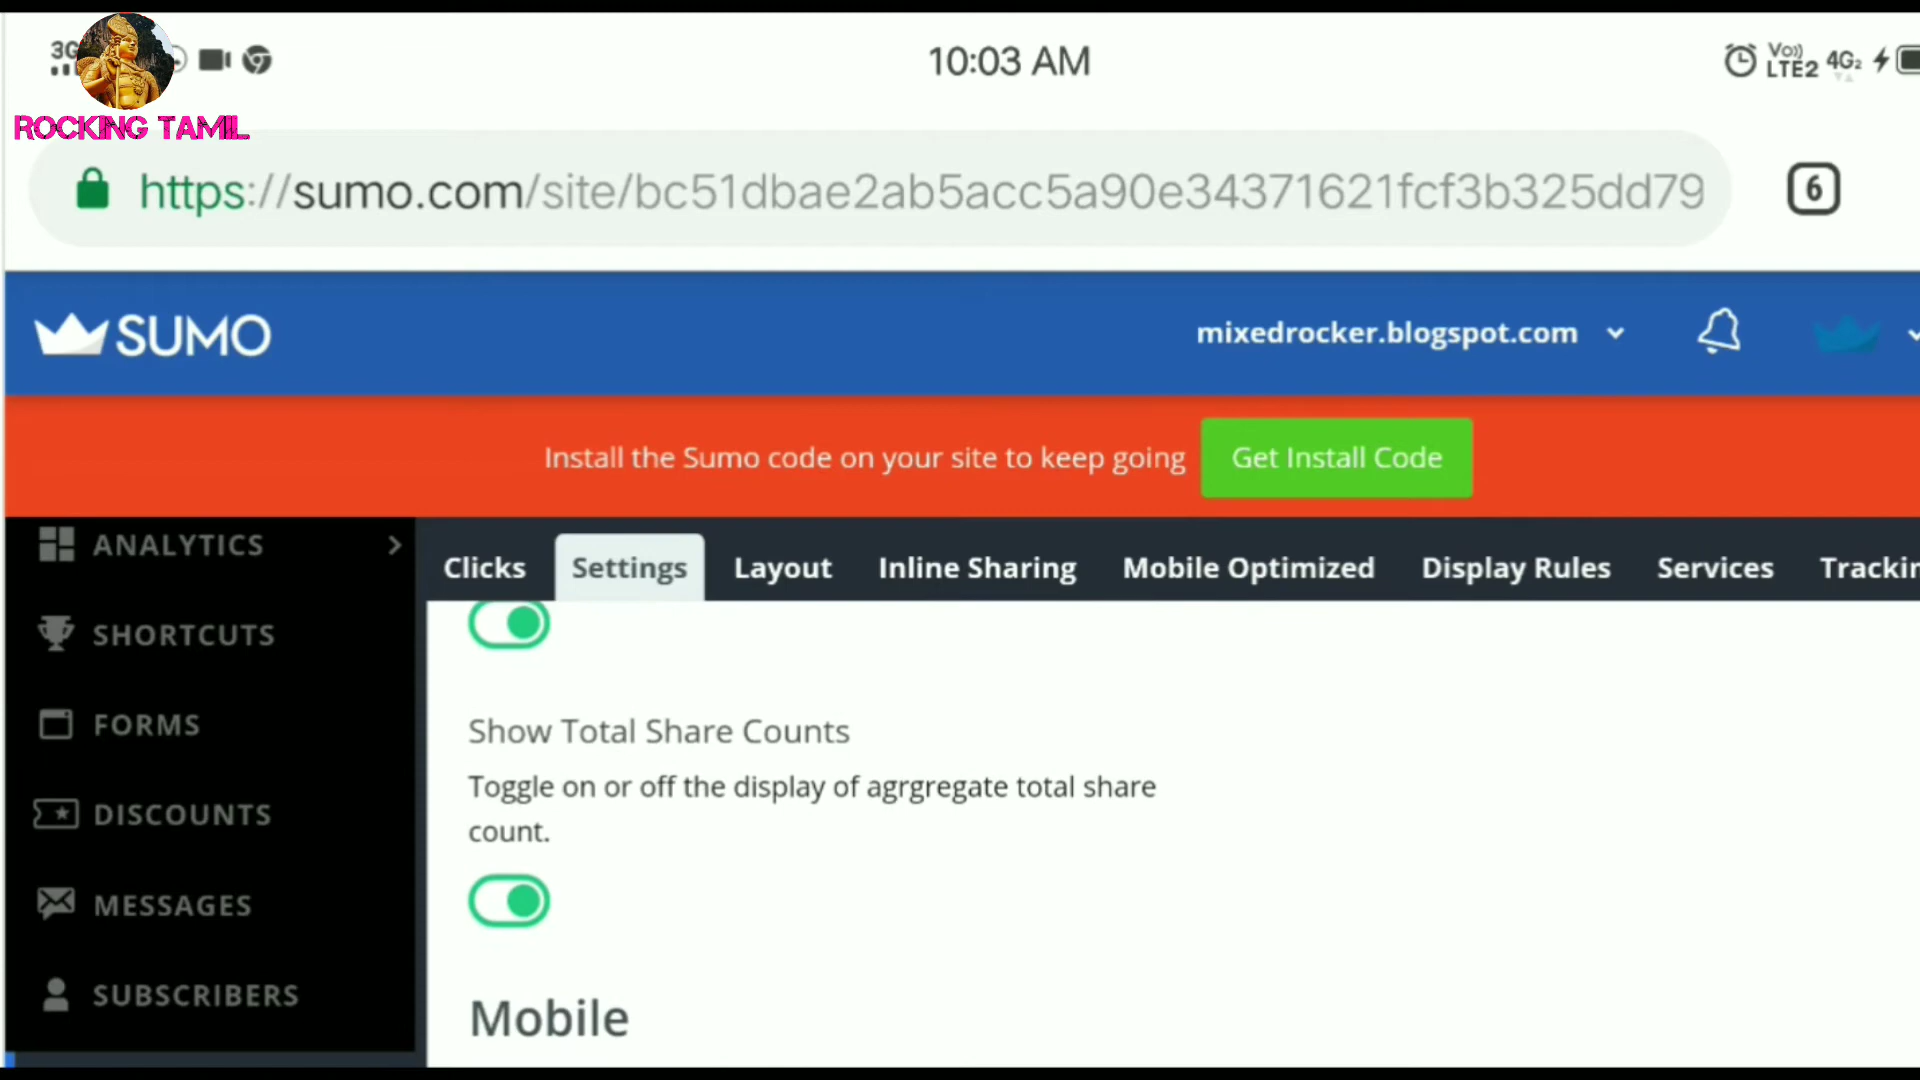 3G
10:03 AM
Vo))
LTE2 4G2
ROCKING TAMIL
https://sumo.com/site/bc51dbae2ab5acc5a90e34371621fcf3b325dd79
6
SUMO
mixedrocker.blogspot.com
Install the Sumo code on your site to keep going
Get Install Code
ANALYTICS
SHORTCUTS
FORMS
DISCOUNTS
MESSAGES
SUBSCRIBERS
Clicks Settings Layout Inline Sharing Mobile Optimized Display Rules Services Trackin
Show Total Share Counts
Toggle on or off the display of agrgregate total share
count.
Mobile